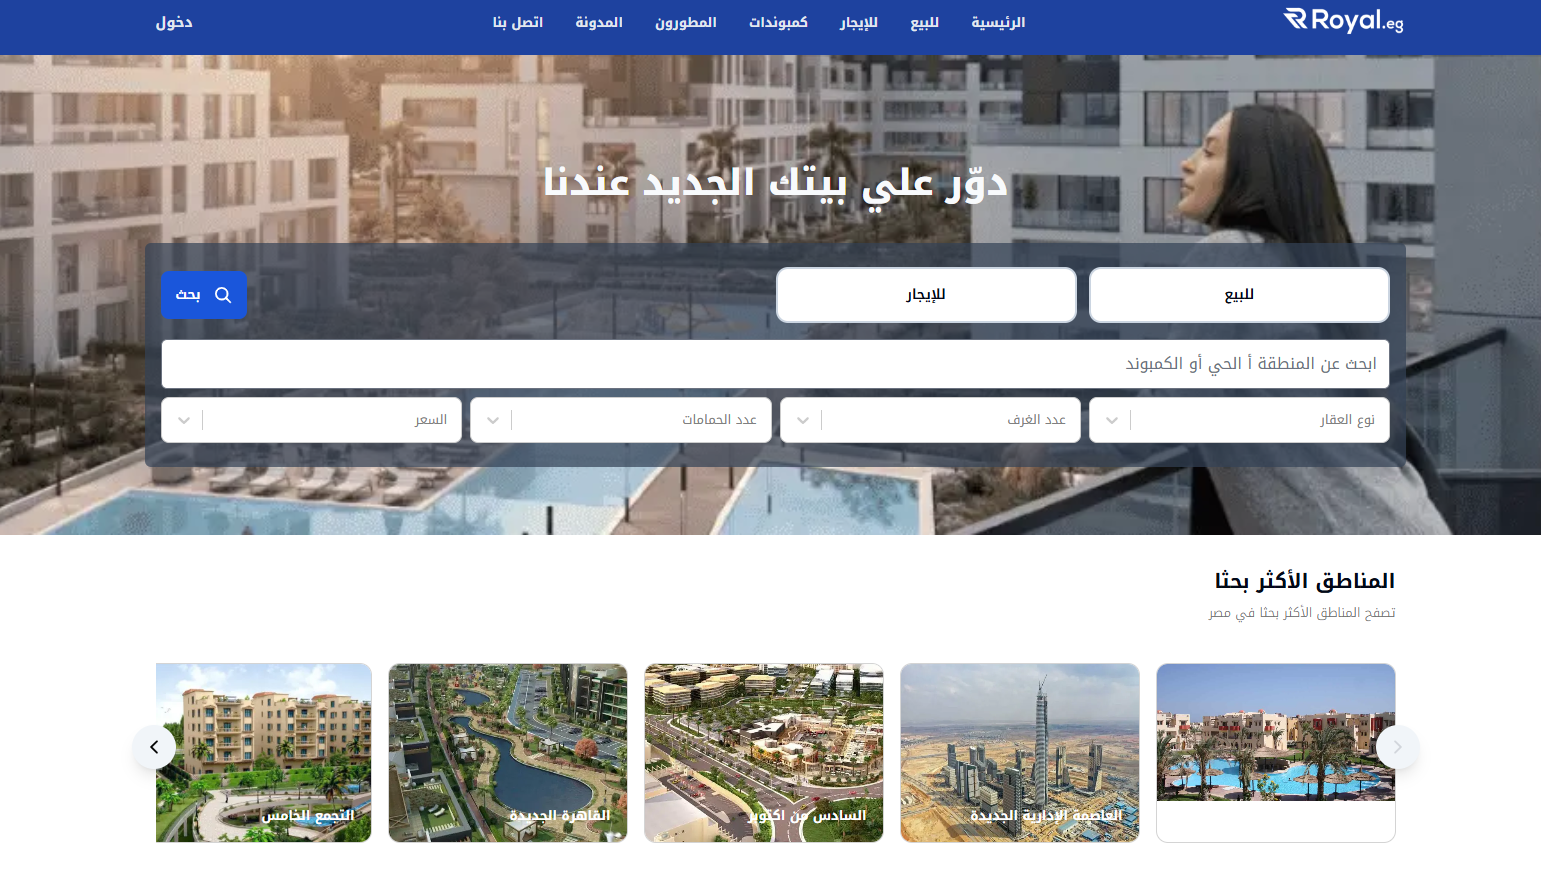 Royal.eg
الرئيسية
للبيع
للإيجار
كمبوندات
المطورون
المدونة
اتصل بنا
دخول
دوّر علي بيتك الجديد عندنا
للبيع
للإيجار
بحث
ابحث عن المنطقة أ الحي أو الكمبوند
نوع العقار
عدد الغرف
عدد الحمامات
السعر
المناطق الأكثر بحثا
تصفح المناطق الأكثر بحثا في مصر
العاصمة الإدارية الجديدة
السادس من اكتوبر
القاهرة الجديدة
التجمع الخامس